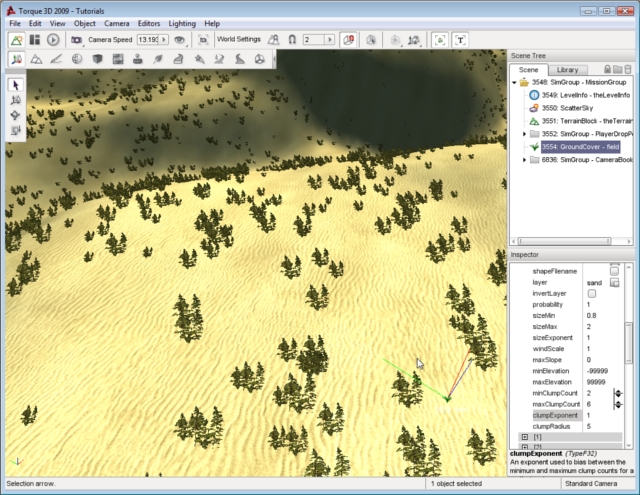 Torque 3D 2009 - Tutorials
File Edit View Object Camera Editors Lighting Help
Camera Speed 13.193 World Settings 2 T
Scene Tree
Scene Library
3548: SimGroup - MissionGroup
3549: LevelInfo - theLevelInfo
3550: ScatterSky
3551: TerrainBlock - theTerrain
3552: SimGroup - PlayerDropP
3554: GroundCover - field
6836: SimGroup - CameraBook
Inspector
shapeFilename
layer sand
invertLayer
probability 1
sizeMin 0.8
sizeMax 2
sizeExponent 1
windScale 1
maxSlope 0
minElevation -99999
maxElevation 99999
minClumpCount 2
maxClumpCount 6
clumpExponent 1
clumpRadius 5
[1]
clumpExponent (TypeF32)
An exponent used to bias between the
minimum and maximum clump counts for a
Selection arrow. 1 object selected Standard Camera